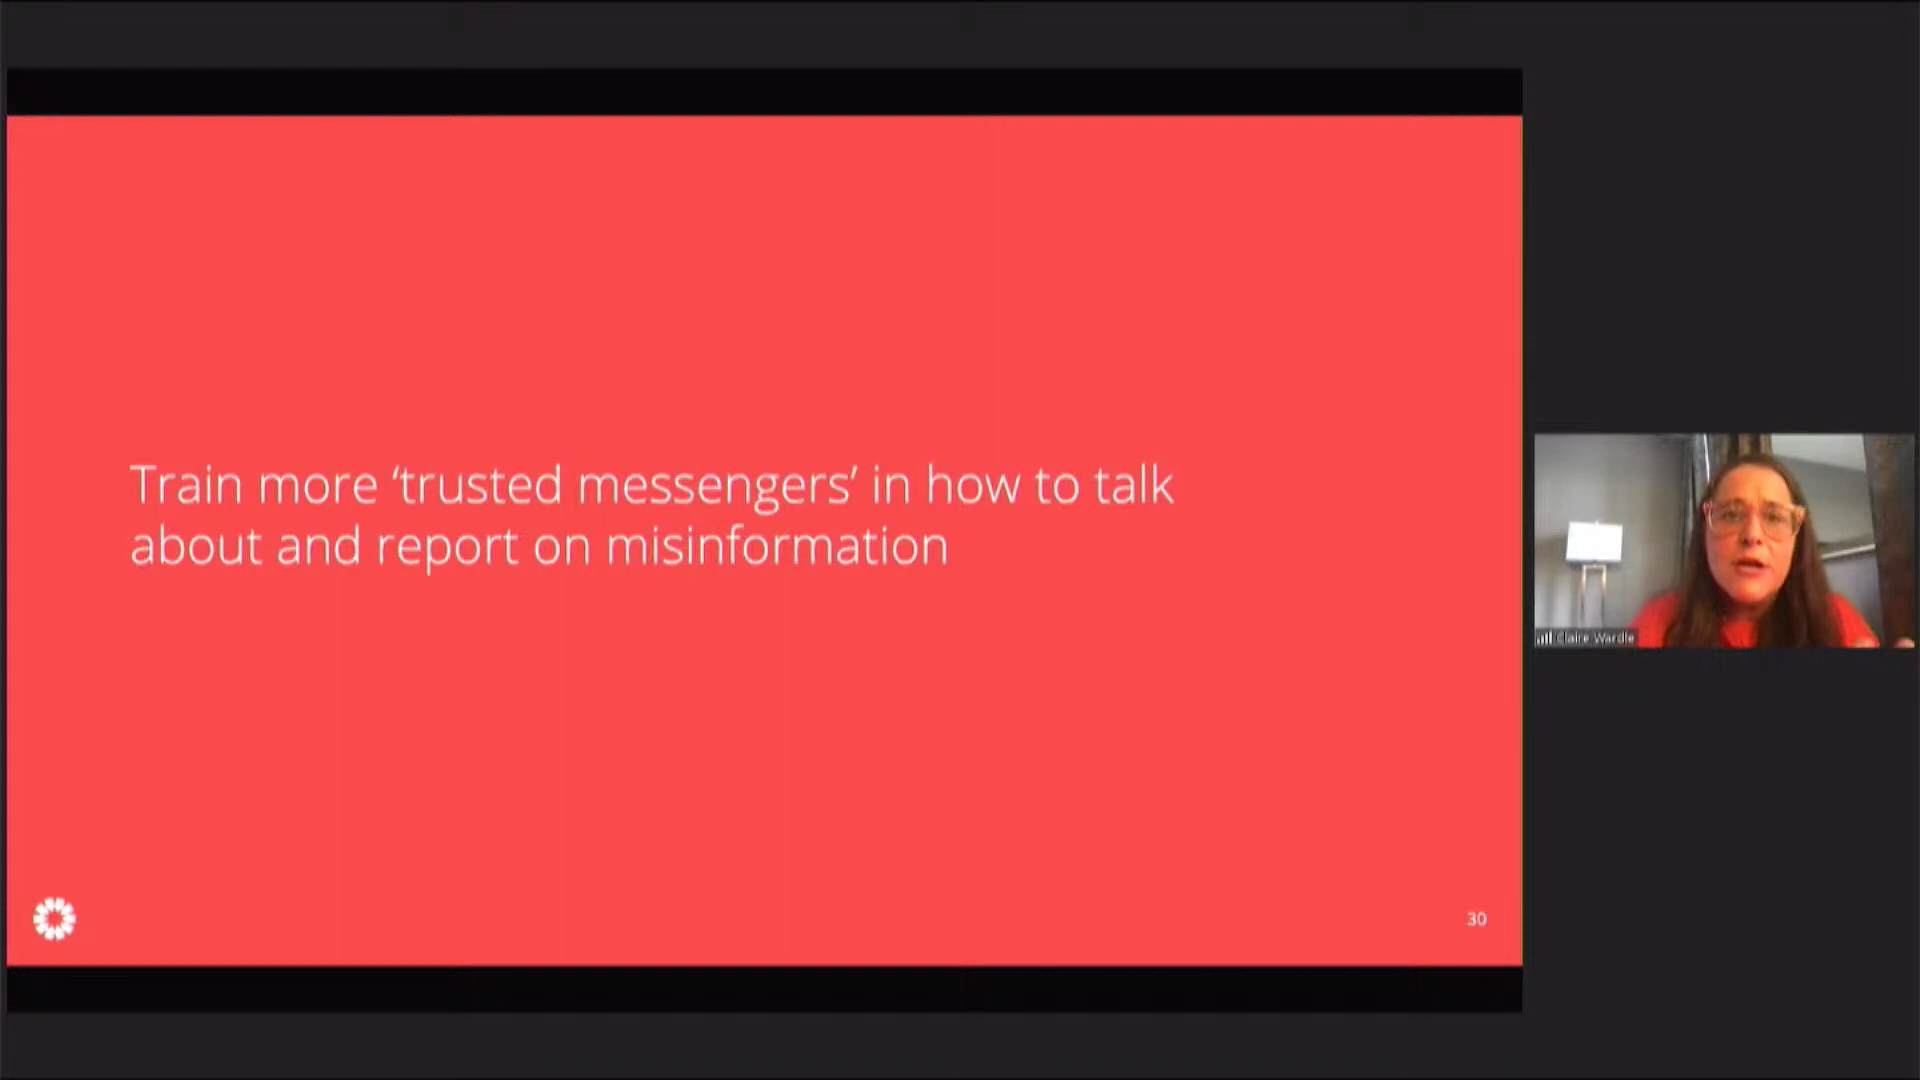 Train more ‘trusted messengers’ in how to talk
about and report on misinformation
30
Claire Wardle